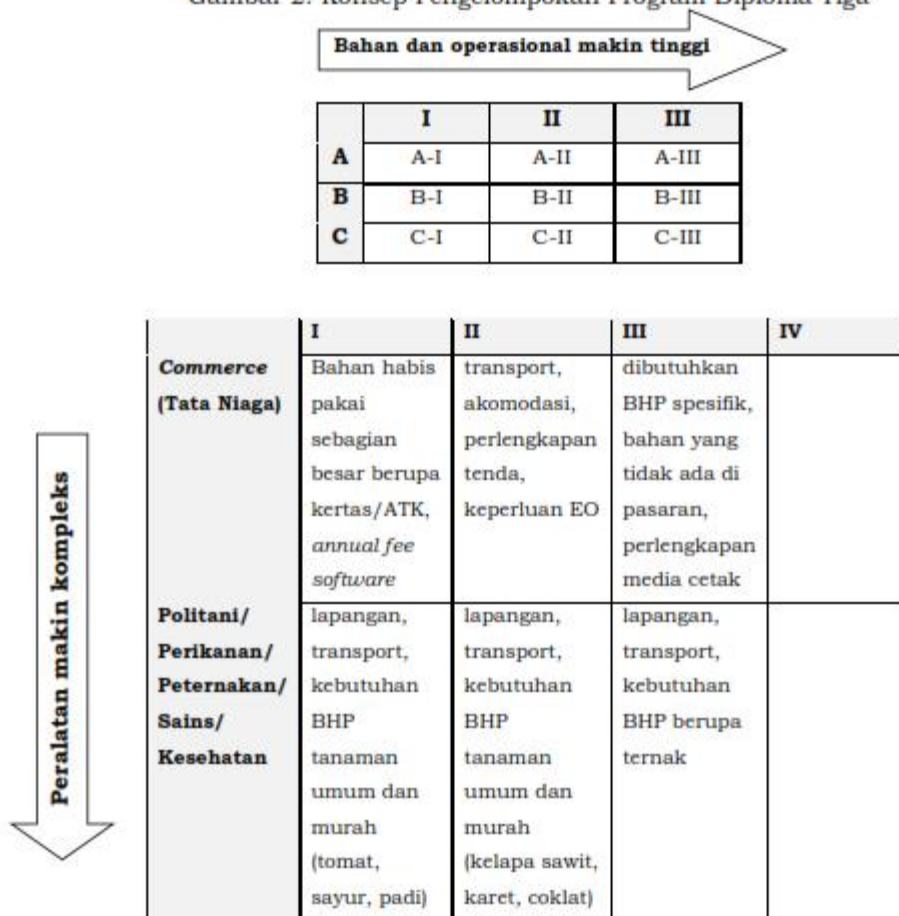 Gambar 2. Konsep Pengelompokan Program Diploma Tiga
Bahan dan operasional makin tinggi
I II III
A A-I A-II A-III
B B-I B-II B-III
C C-I C-II C-III
I II III IV
Commerce Bahan habis transport, dibutuhkan
(Tata Niaga) pakai akomodasi, BHP spesifik,
sebagian perlengkapan bahan yang
besar berupa tenda, tidak ada di
kertas/ATK, keperluan EO pasaran,
annual fee perlengkapan
software media cetak
Politani/ lapangan, lapangan, lapangan,
Perikanan/ transport, transport, transport,
Peternakan/ kebutuhan kebutuhan kebutuhan
Sains/ BHP BHP BHP berupa
Kesehatan tanaman tanaman ternak
umum dan umum dan
murah murah
(tomat, (kelapa sawit,
sayur, padi) karet, coklat)
Peralatan makin kompleks